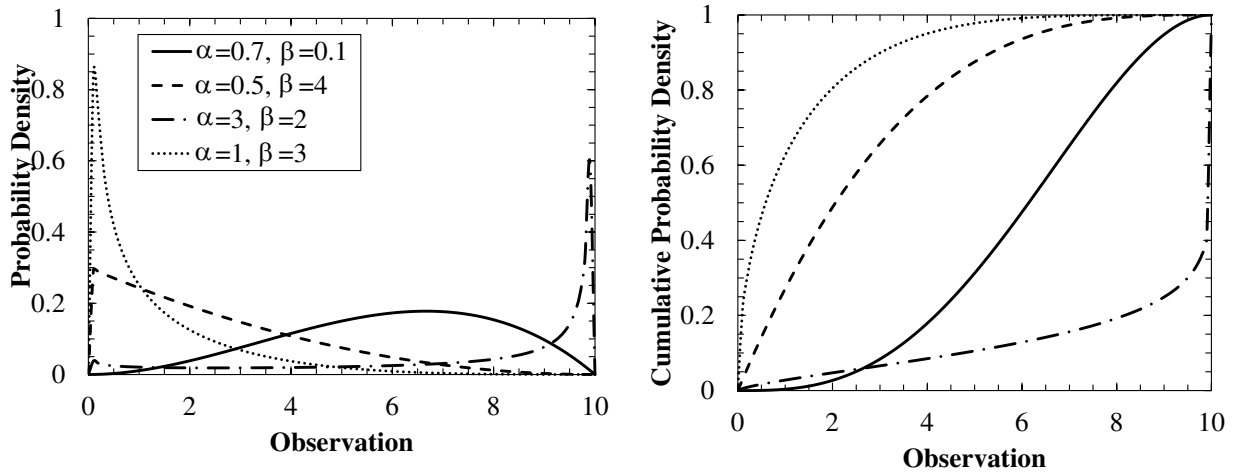 1
0.8
0.6
0.4
0.2
0
Probability Density
α=0.7, β=0.1
α=0.5, β=4
α=3, β=2
α=1, β=3
0 2 4 6 8 10
Observation
1
0.8
0.6
0.4
0.2
0
Cumulative Probability Density
0 2 4 6 8 10
Observation